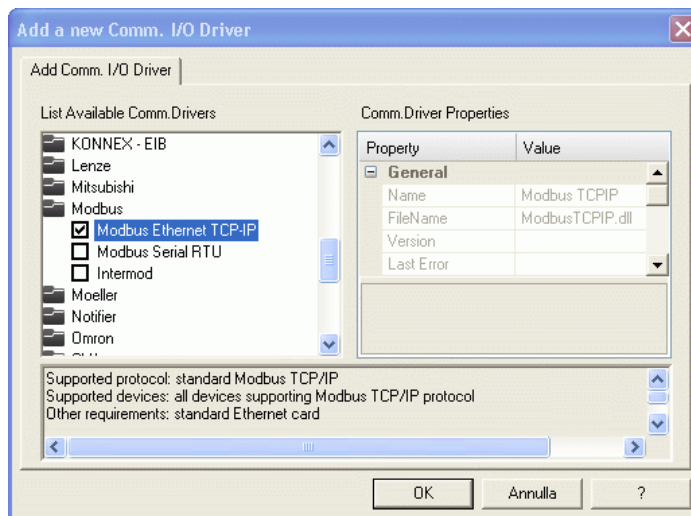 Add a new Comm. I/O Driver
Add Comm. I/O Driver
List Available Comm.Drivers
KONNEX - EIB
Lenze
Mitsubishi
Modbus
Modbus Ethernet TCP-IP
Modbus Serial RTU
Intermod
Moeller
Notifier
Omron
Comm.Driver Properties
Property Value
General
Name Modbus TCPIP
FileName ModbusTCPIP.dll
Version
Last Error
Supported protocol: standard Modbus TCP/IP
Supported devices: all devices supporting Modbus TCP/IP protocol
Other requirements: standard Ethernet card
OK Annulla ?